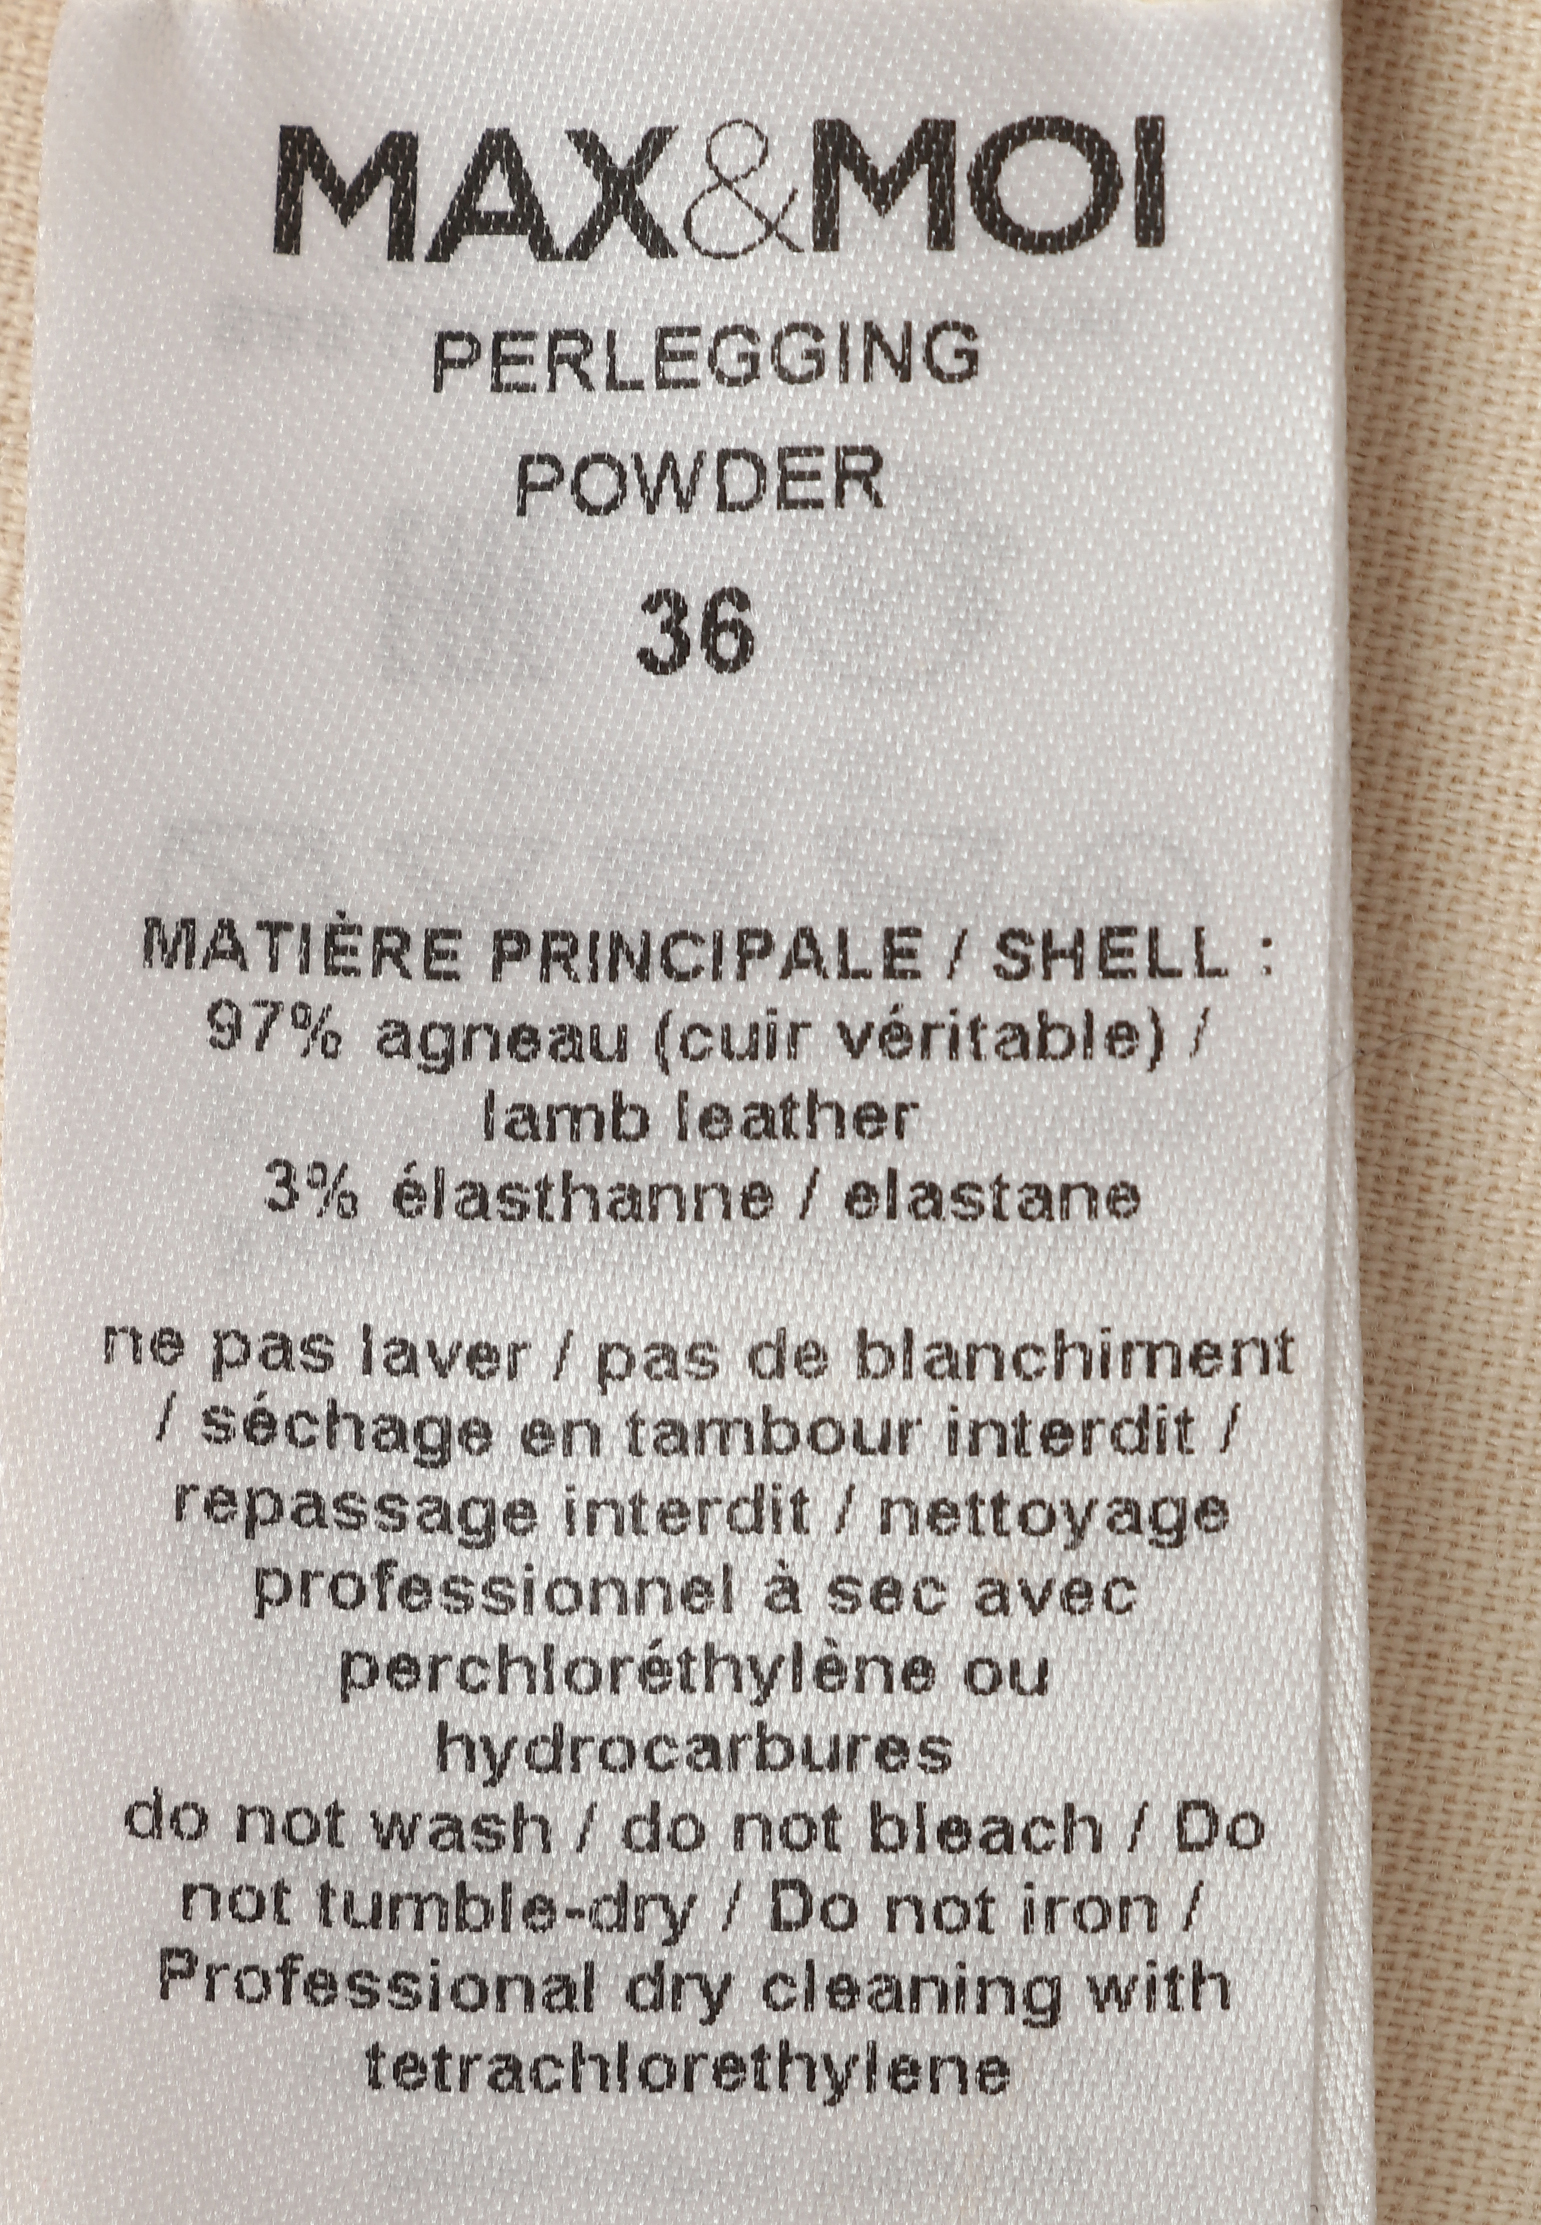 MAX&MOI
PERLEGGING
POWDER
36
MATIÈRE PRINCIPALE / SHELL :
97% agneau (cuir véritable) /
lamb leather
3% élasthanne / elastane
ne pas laver / pas de blanchiment
/ séchage en tambour interdit /
repassage interdit / nettoyage
professionnel à sec avec
perchloréthylène ou
hydrocarbures
do not wash / do not bleach / Do
not tumble-dry / Do not iron /
Professional dry cleaning with
tetrachlorethylene